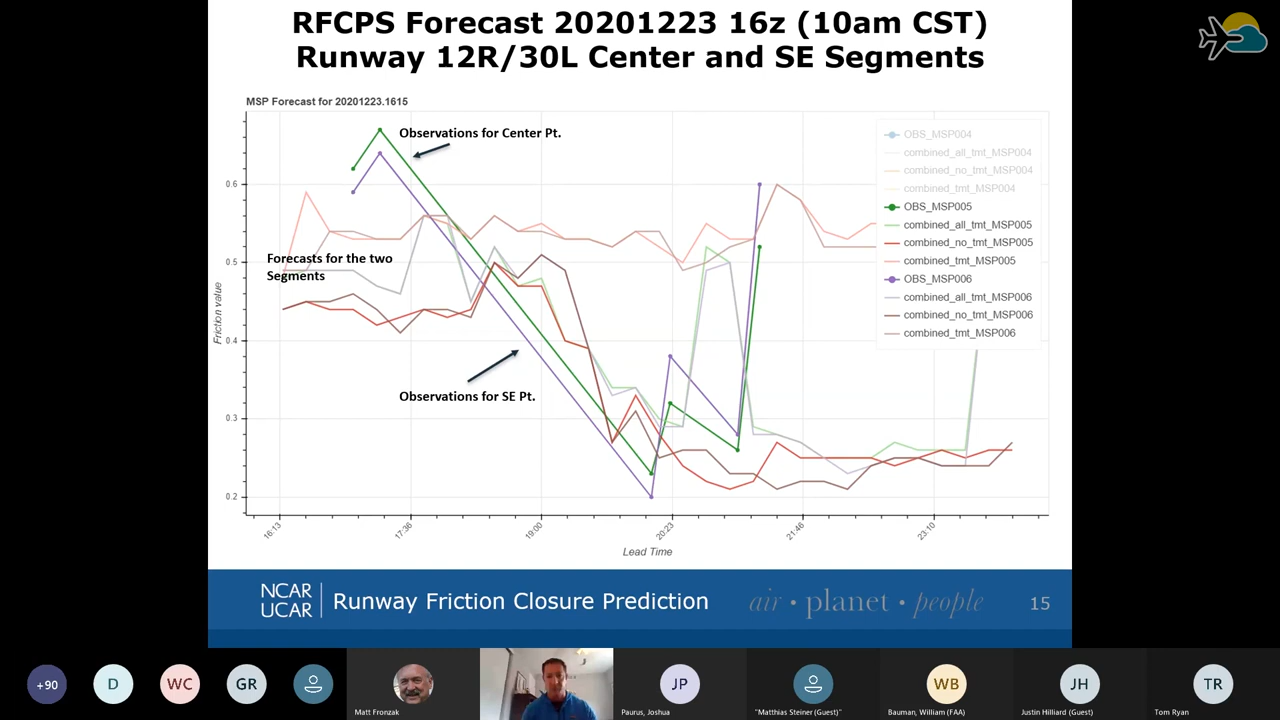 RFCPS Forecast 20201223 16z (10am CST)
Runway 12R/30L Center and SE Segments
MSP Forecast for 20201223.1615
Observations for Center Pt.
Forecasts for the two
Segments
Observations for SE Pt.
OBS_MSP004
combined_all_tmt_MSP004
combined_no_tmt_MSP004
combined_tmt_MSP004
OBS_MSP005
combined_all_tmt_MSP005
combined_no_tmt_MSP005
combined_tmt_MSP005
OBS_MSP006
combined_all_tmt_MSP006
combined_no_tmt_MSP006
combined_tmt_MSP006
Friction value
0.6
0.5
0.4
0.3
0.2
16:13
17:36
19:00
20:23
21:46
23:10
Lead Time
NCAR
UCAR
Runway Friction Closure Prediction
air • planet • people
15
+90
D
WC
GR
Matt Fronzak
JP
Paurus, Joshua
"Matthias Steiner (Guest)"
WB
Bauman, William (FAA)
JH
Justin Hilliard (Guest)
TR
Tom Ryan